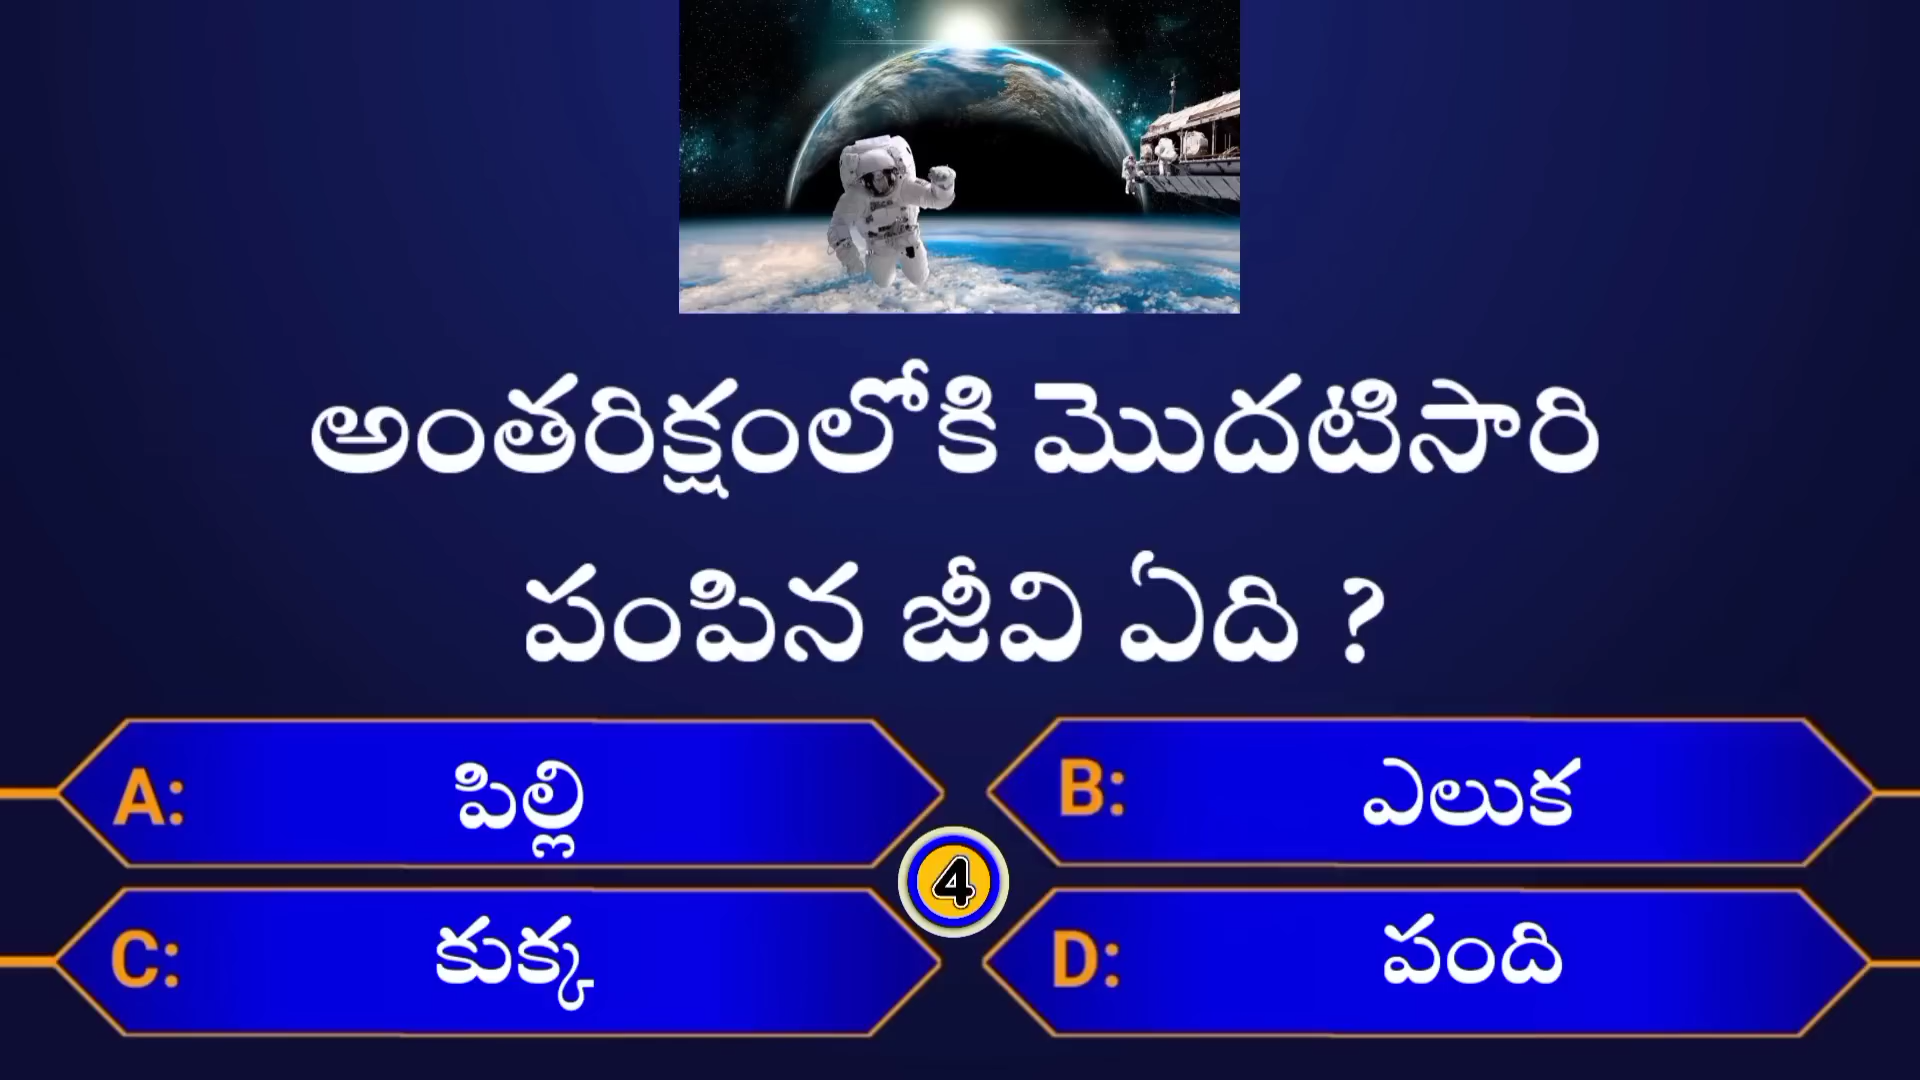 అంతరిక్షంలోకి మొదటిసారి
పంపిన జీవి ఏది ?
A: పిల్లి
B: ఎలుక
4
C: కుక్క
D: పంది